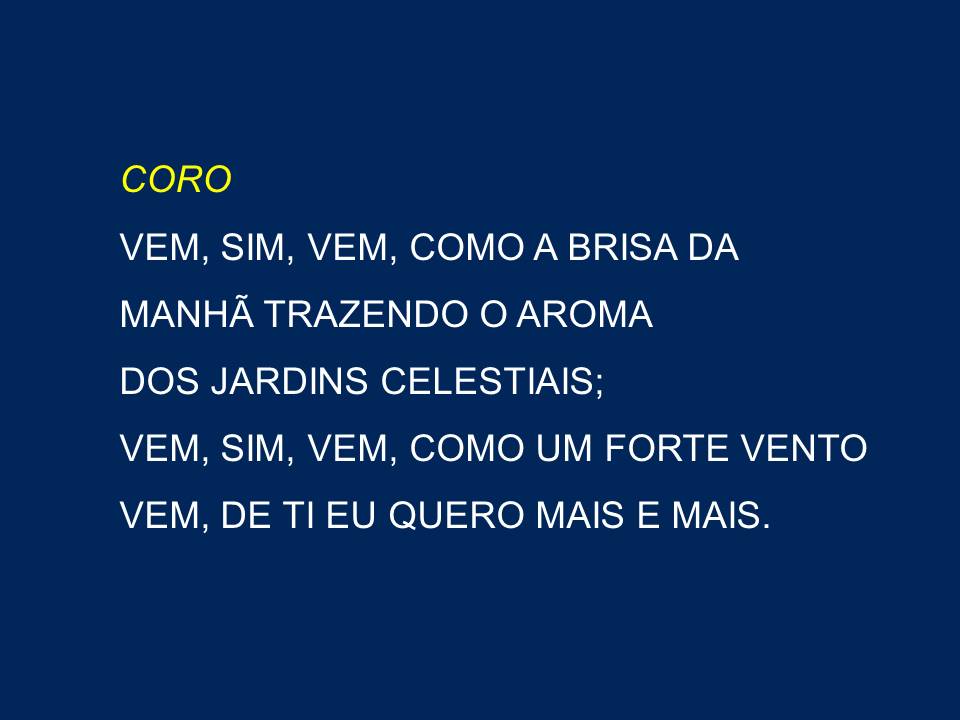 CORO
VEM, SIM, VEM, COMO A BRISA DA
MANHÃ TRAZENDO O AROMA
DOS JARDINS CELESTIAIS;
VEM, SIM, VEM, COMO UM FORTE VENTO
VEM, DE TI EU QUERO MAIS E MAIS.